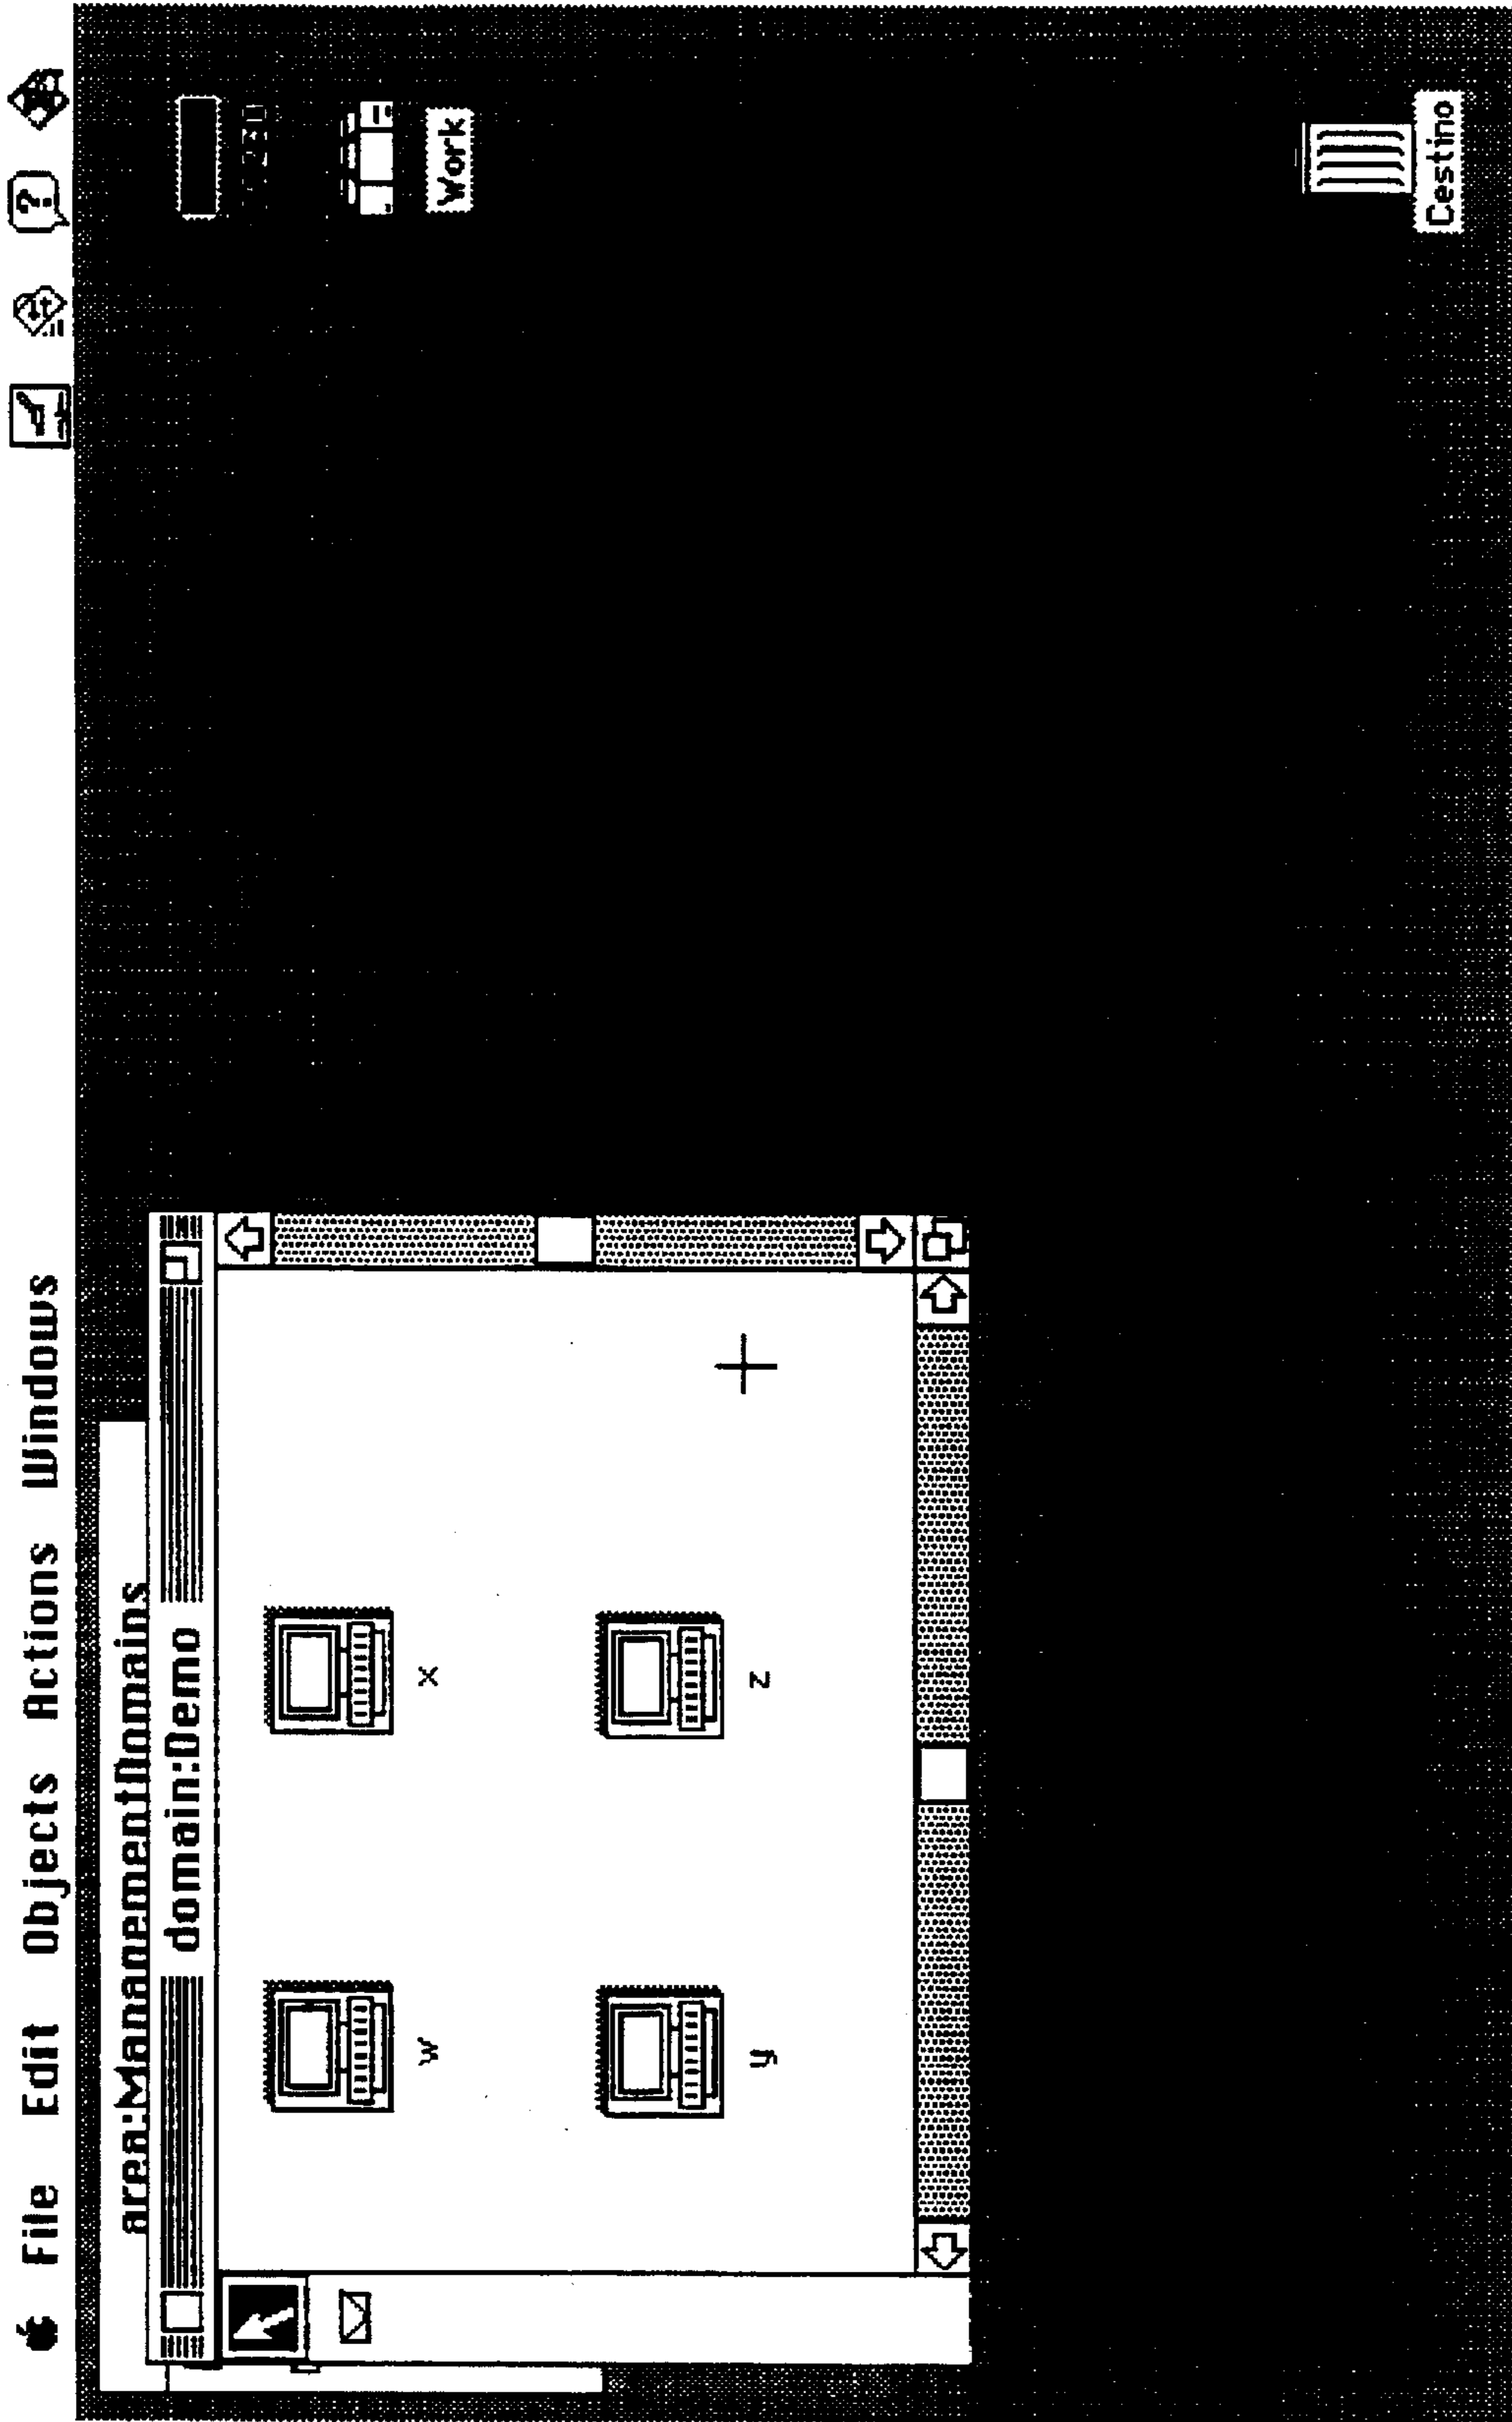 File Edit Objects Actions Windows
area:ManagementDomains
domain:Demo
w x
y z
Work
Cestino